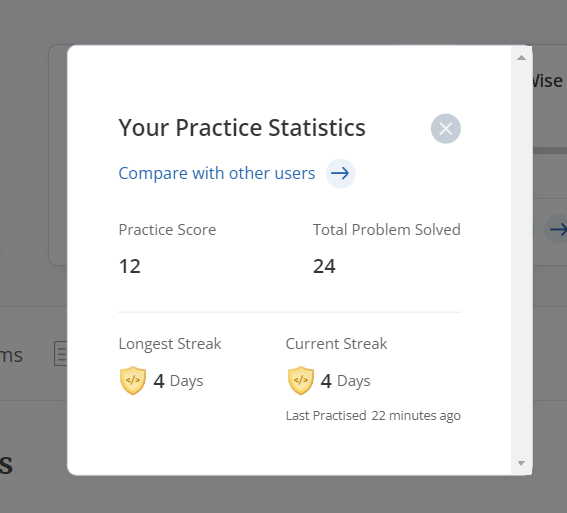 Wise
Your Practice Statistics
Compare with other users
Practice Score
Total Problem Solved
12
24
ms
Longest Streak
Current Streak
</> 4 Days
</> 4 Days
Last Practised 22 minutes ago
s